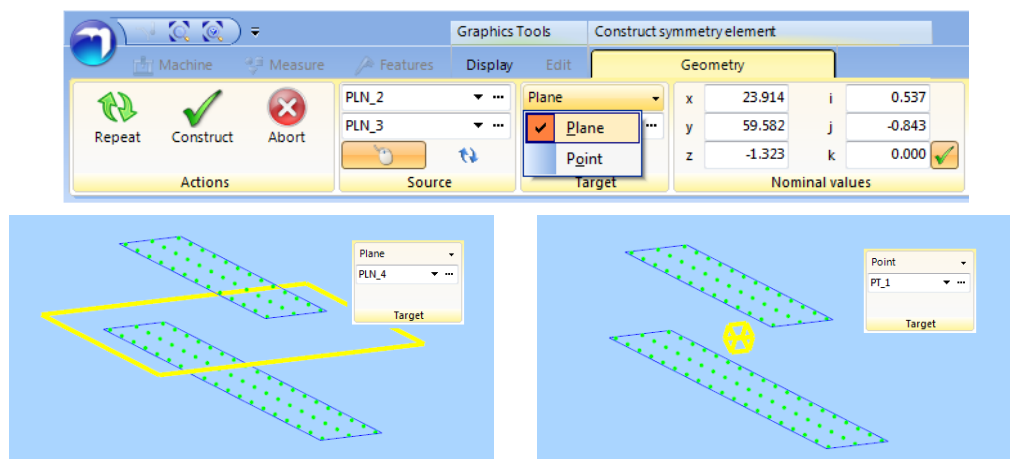 Graphics Tools Construct symmetry element
Machine Measure Features Display Edit Geometry
PLN_2 Plane x 23.914 i 0.537
Repeat Construct Abort PLN_3 Plane y 59.582 j -0.843
Point z -1.323 k 0.000
Actions Source Target Nominal values
Plane
PLN_4
Target
Point
PT_1
Target